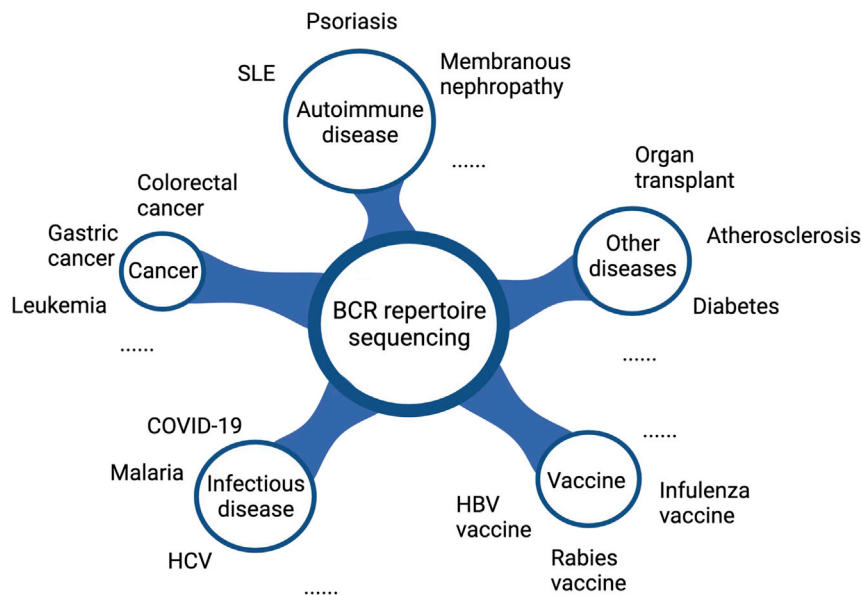 Psoriasis
SLE
Membranous
nephropathy
Autoimmune
disease
......
Organ
transplant
Colorectal
cancer
Gastric
cancer
Cancer
Other
diseases
Atherosclerosis
Leukemia
Diabetes
BCR repertoire
sequencing
......
......
COVID-19
......
Malaria
Infectious
disease
Vaccine
HBV
vaccine
Infulenza
vaccine
HCV
Rabies
vaccine
......